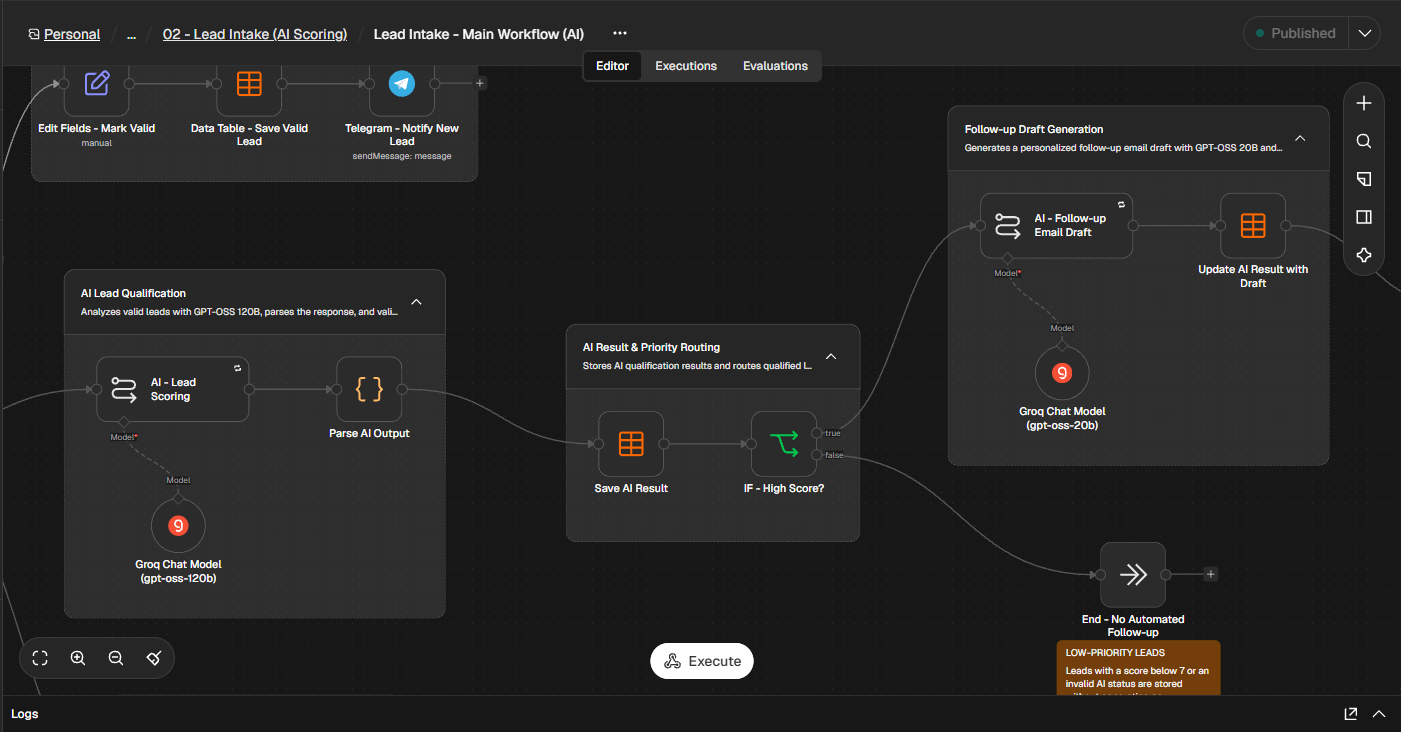 Personal / ... / 02 - Lead Intake (AI Scoring) / Lead Intake - Main Workflow (AI) ...
Published
Editor Executions Evaluations
Edit Fields - Mark Valid
manual
Data Table - Save Valid
Lead
Telegram - Notify New
Lead
sendMessage: message
AI Lead Qualification
Analyzes valid leads with GPT-OSS 120B, parses the response, and vali...
AI - Lead
Scoring
Model*
Parse AI Output
Model
Groq Chat Model
(gpt-oss-120b)
AI Result & Priority Routing
Stores AI qualification results and routes qualified l...
Save AI Result
IF - High Score?
true
false
Follow-up Draft Generation
Generates a personalized follow-up email draft with GPT-OSS 20B and...
AI - Follow-up
Email Draft
Model*
Update AI Result with
Draft
Model
Groq Chat Model
(gpt-oss-20b)
End - No Automated
Follow-up
LOW-PRIORITY LEADS
Leads with a score below 7 or an
invalid AI status are stored
Execute
Logs